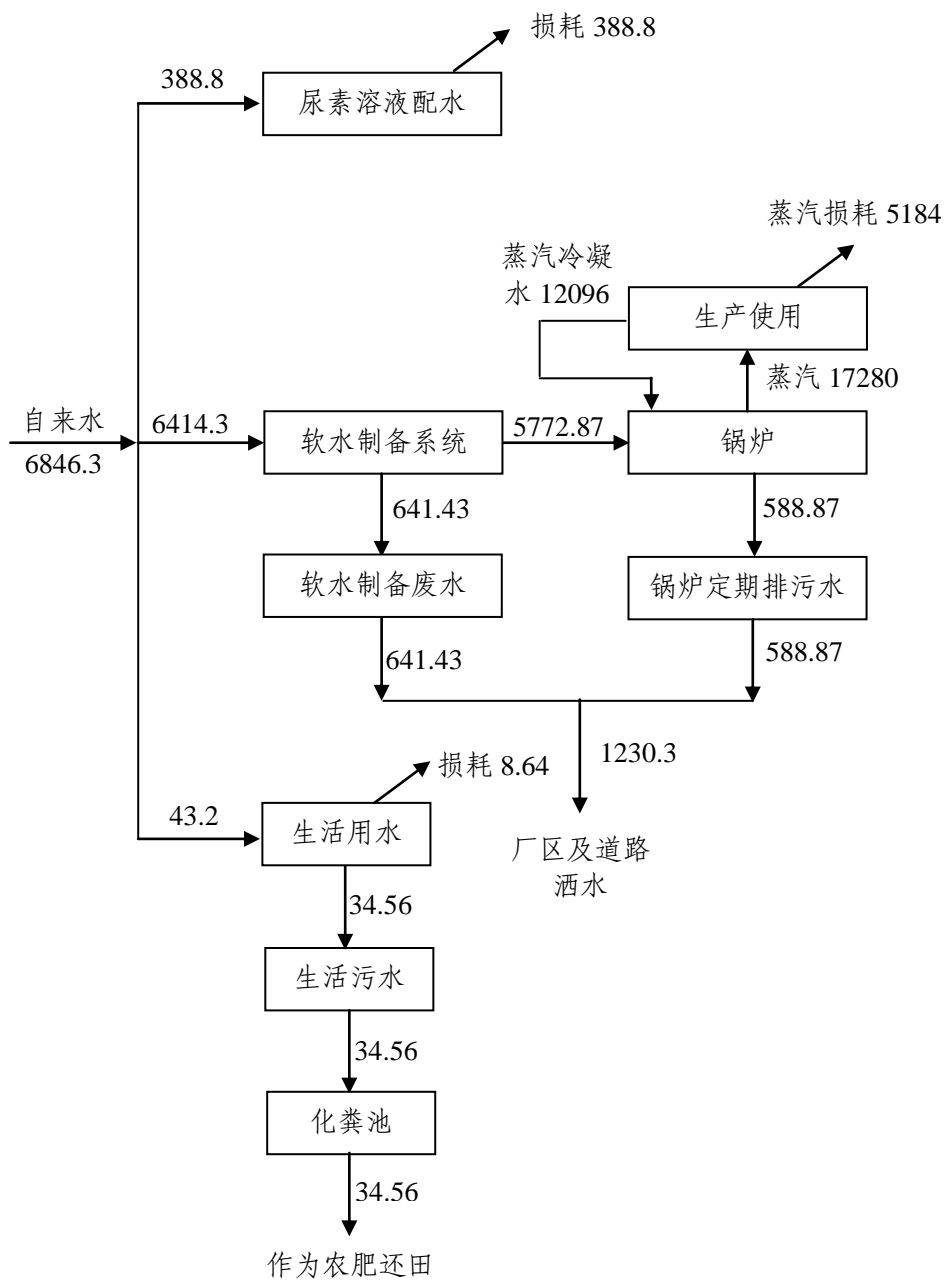 损耗 388.8
388.8
尿素溶液配水
蒸汽损耗 5184
蒸汽冷凝
水 12096
生产使用
蒸汽 17280
自来水
6846.3
6414.3
软水制备系统
5772.87
锅炉
641.43
588.87
软水制备废水
锅炉定期排污水
641.43
588.87
1230.3
损耗 8.64
43.2
生活用水
厂区及道路
洒水
34.56
生活污水
34.56
化粪池
34.56
作为农肥还田